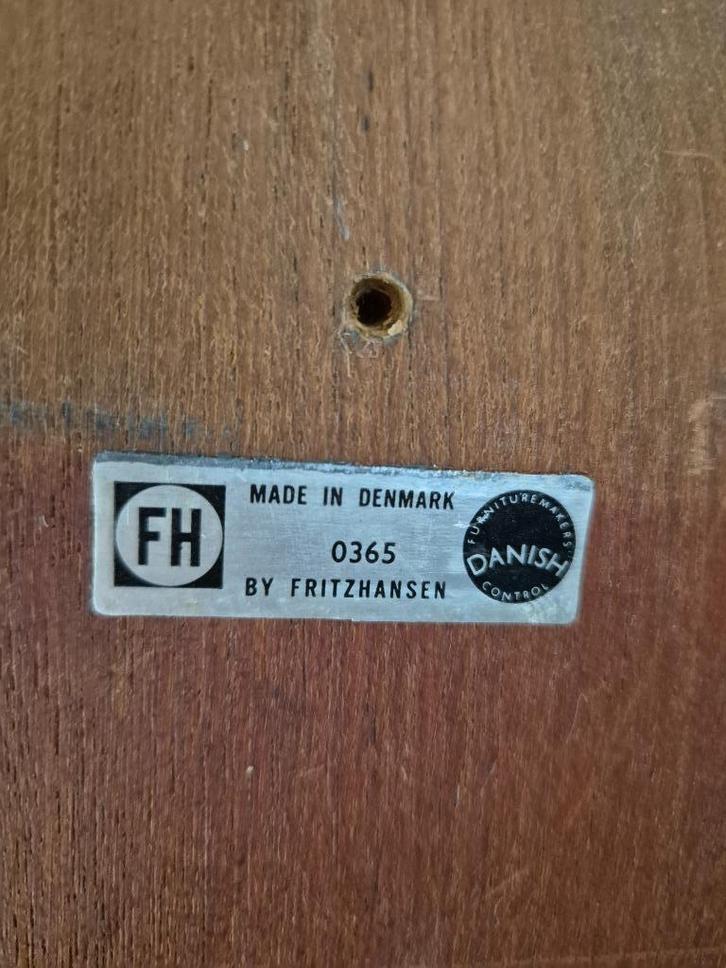 FH
MADE IN DENMARK
0365
BY FRITZHANSEN
FURNITUREMAKERS
DANISH
CONTROL